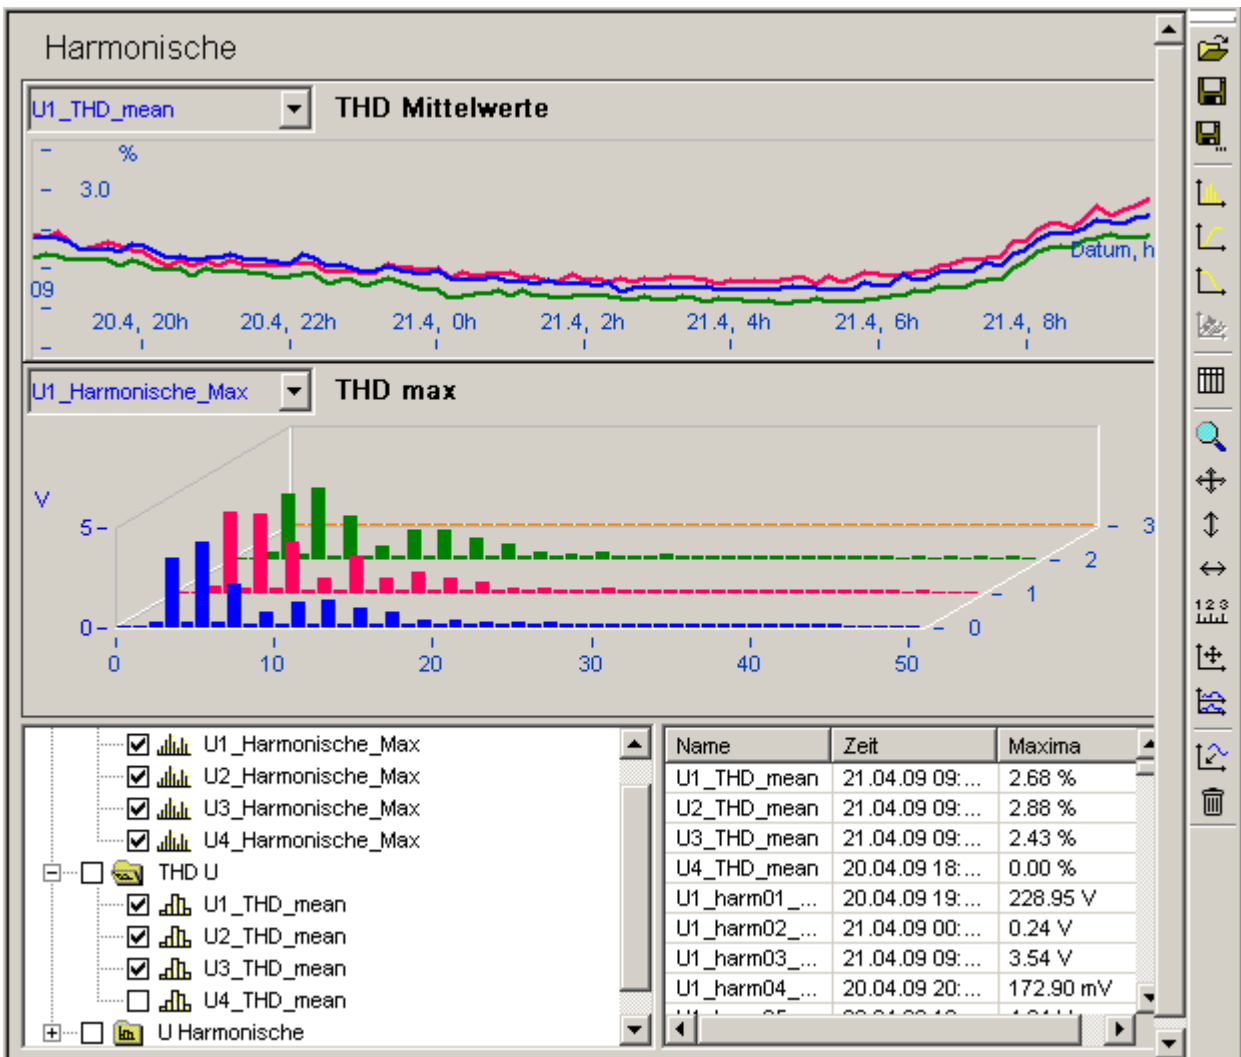 Harmonische
U1_THD_mean THD Mittelwerte
%
3.0
Datum, h
09
20.4, 20h 20.4, 22h 21.4, 0h 21.4, 2h 21.4, 4h 21.4, 6h 21.4, 8h
U1_Harmonische_Max THD max
V
5
3
2
1
0 0
0 10 20 30 40 50
1 2 3
U1_Harmonische_Max
U2_Harmonische_Max
U3_Harmonische_Max
U4_Harmonische_Max
THD U
U1_THD_mean
U2_THD_mean
U3_THD_mean
U4_THD_mean
U Harmonische
Name Zeit Maxima
U1_THD_mean 21.04.09 09:... 2.68 %
U2_THD_mean 21.04.09 09:... 2.88 %
U3_THD_mean 21.04.09 09:... 2.43 %
U4_THD_mean 20.04.09 18:... 0.00 %
U1_harm01_... 20.04.09 19:... 228.95 V
U1_harm02_... 21.04.09 00:... 0.24 V
U1_harm03_... 21.04.09 09:... 3.54 V
U1_harm04_... 20.04.09 20:... 172.90 mV